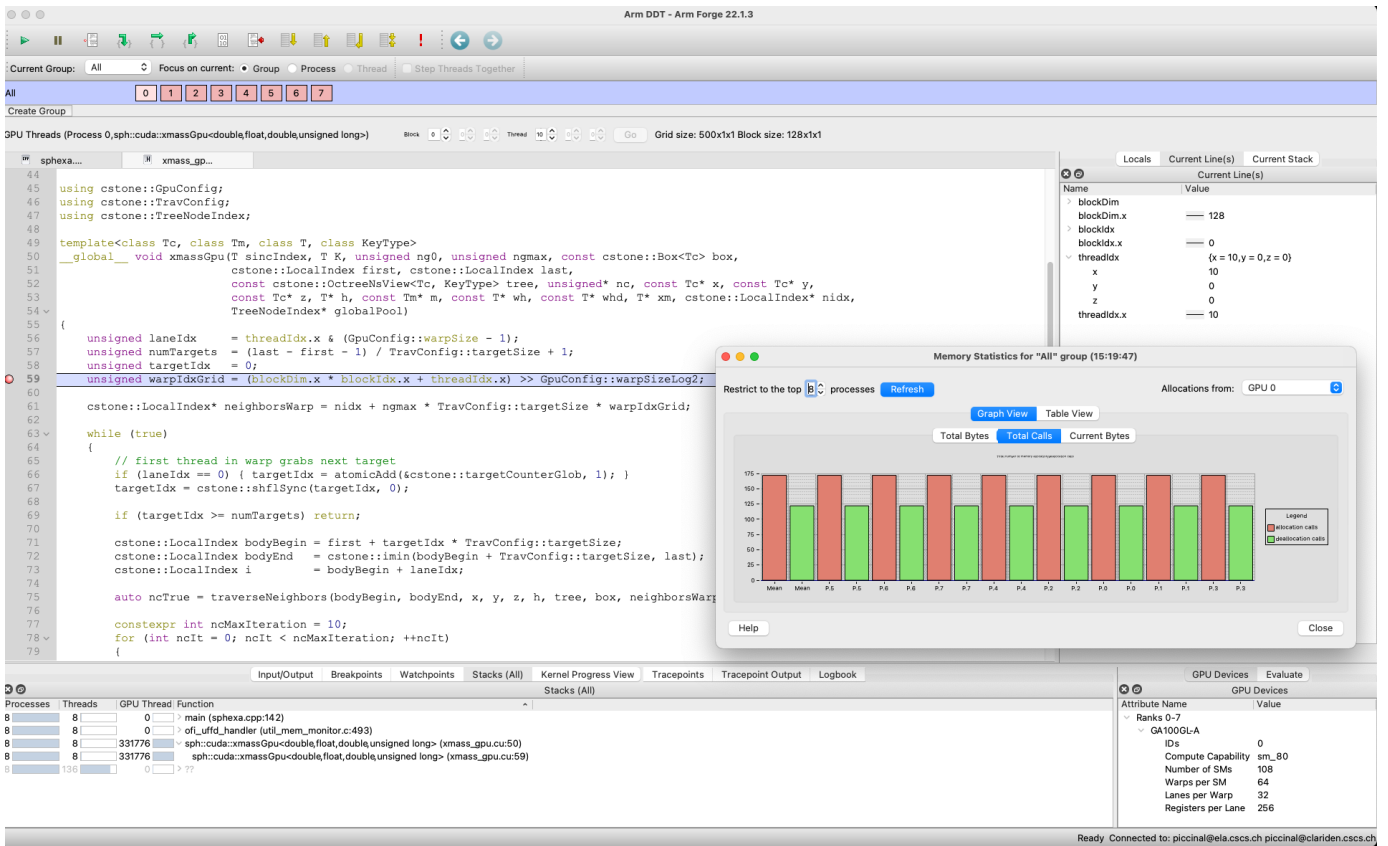 Arm DDT - Arm Forge 22.1.3
Current Group: All Focus on current: Group Process Thread Step Threads Together
All 0 1 2 3 4 5 6 7
Create Group
GPU Threads (Process 0,sph::cuda::xmassGpu<double,float,double,unsigned long>) Block 0 0 0 Thread 10 0 0 Go Grid size: 500x1x1 Block size: 128x1x1
sphexa.... xmass_gp...
44
45 using cstone::GpuConfig;
46 using cstone::TravConfig;
47 using cstone::TreeNodeIndex;
48
49 template<class Tc, class Tm, class T, class KeyType>
50 __global__ void xmassGpu(T sincIndex, T K, unsigned ng0, unsigned ngmax, const cstone::Box<Tc> box,
51 cstone::LocalIndex first, cstone::LocalIndex last,
52 const cstone::OctreeNsView<Tc, KeyType> tree, unsigned* nc, const Tc* x, const Tc* y,
53 const Tc* z, T* h, const Tm* m, const T* wh, const T* whd, T* xm, cstone::LocalIndex* nidx,
54 TreeNodeIndex* globalPool)
55 {
56 unsigned laneIdx = threadIdx.x & (GpuConfig::warpSize - 1);
57 unsigned numTargets = (last - first - 1) / TravConfig::targetSize + 1;
58 unsigned targetIdx = 0;
59 unsigned warpIdxGrid = (blockDim.x * blockIdx.x + threadIdx.x) >> GpuConfig::warpSizeLog2;
60
61 cstone::LocalIndex* neighborsWarp = nidx + ngmax * TravConfig::targetSize * warpIdxGrid;
62
63 while (true)
64 {
65 // first thread in warp grabs next target
66 if (laneIdx == 0) { targetIdx = atomicAdd(&cstone::targetCounterGlob, 1); }
67 targetIdx = cstone::shflSync(targetIdx, 0);
68
69 if (targetIdx >= numTargets) return;
70
71 cstone::LocalIndex bodyBegin = first + targetIdx * TravConfig::targetSize;
72 cstone::LocalIndex bodyEnd = cstone::imin(bodyBegin + TravConfig::targetSize, last);
73 cstone::LocalIndex i = bodyBegin + laneIdx;
74
75 auto ncTrue = traverseNeighbors(bodyBegin, bodyEnd, x, y, z, h, tree, box, neighborsWarp
76
77 constexpr int ncMaxIteration = 10;
78 for (int ncIt = 0; ncIt < ncMaxIteration; ++ncIt)
79 {
Locals Current Line(s) Current Stack
Current Line(s)
Name Value
blockDim
blockDim.x 128
blockIdx
blockIdx.x 0
threadIdx {x = 10,y = 0,z = 0}
x 10
y 0
z 0
threadIdx.x 10
Memory Statistics for "All" group (15:19:47)
Restrict to the top 8 processes Refresh Allocations from: GPU 0
Graph View Table View
Total Bytes Total Calls Current Bytes
175
150
125
100
75
50
25
0
Mean Mean P.5 P.5 P.6 P.6 P.7 P.7 P.4 P.4 P.2 P.2 P.0 P.0 P.1 P.1 P.3 P.3
Legend
allocation calls
deallocation calls
Help Close
Input/Output Breakpoints Watchpoints Stacks (All) Kernel Progress View Tracepoints Tracepoint Output Logbook
Stacks (All)
Processes Threads GPU Thread Function
8 8 0 main (sphexa.cpp:142)
8 8 0 ofi_uffd_handler (util_mem_monitor.c:493)
8 8 331776 sph::cuda::xmassGpu<double,float,double,unsigned long> (xmass_gpu.cu:50)
8 8 331776 sph::cuda::xmassGpu<double,float,double,unsigned long> (xmass_gpu.cu:59)
8 136 0 ??
GPU Devices Evaluate
GPU Devices
Attribute Name Value
Ranks 0-7
GA100GL-A
IDs 0
Compute Capability sm_80
Number of SMs 108
Warps per SM 64
Lanes per Warp 32
Registers per Lane 256
Ready Connected to: piccinal@ela.cscs.ch piccinal@clariden.cscs.ch